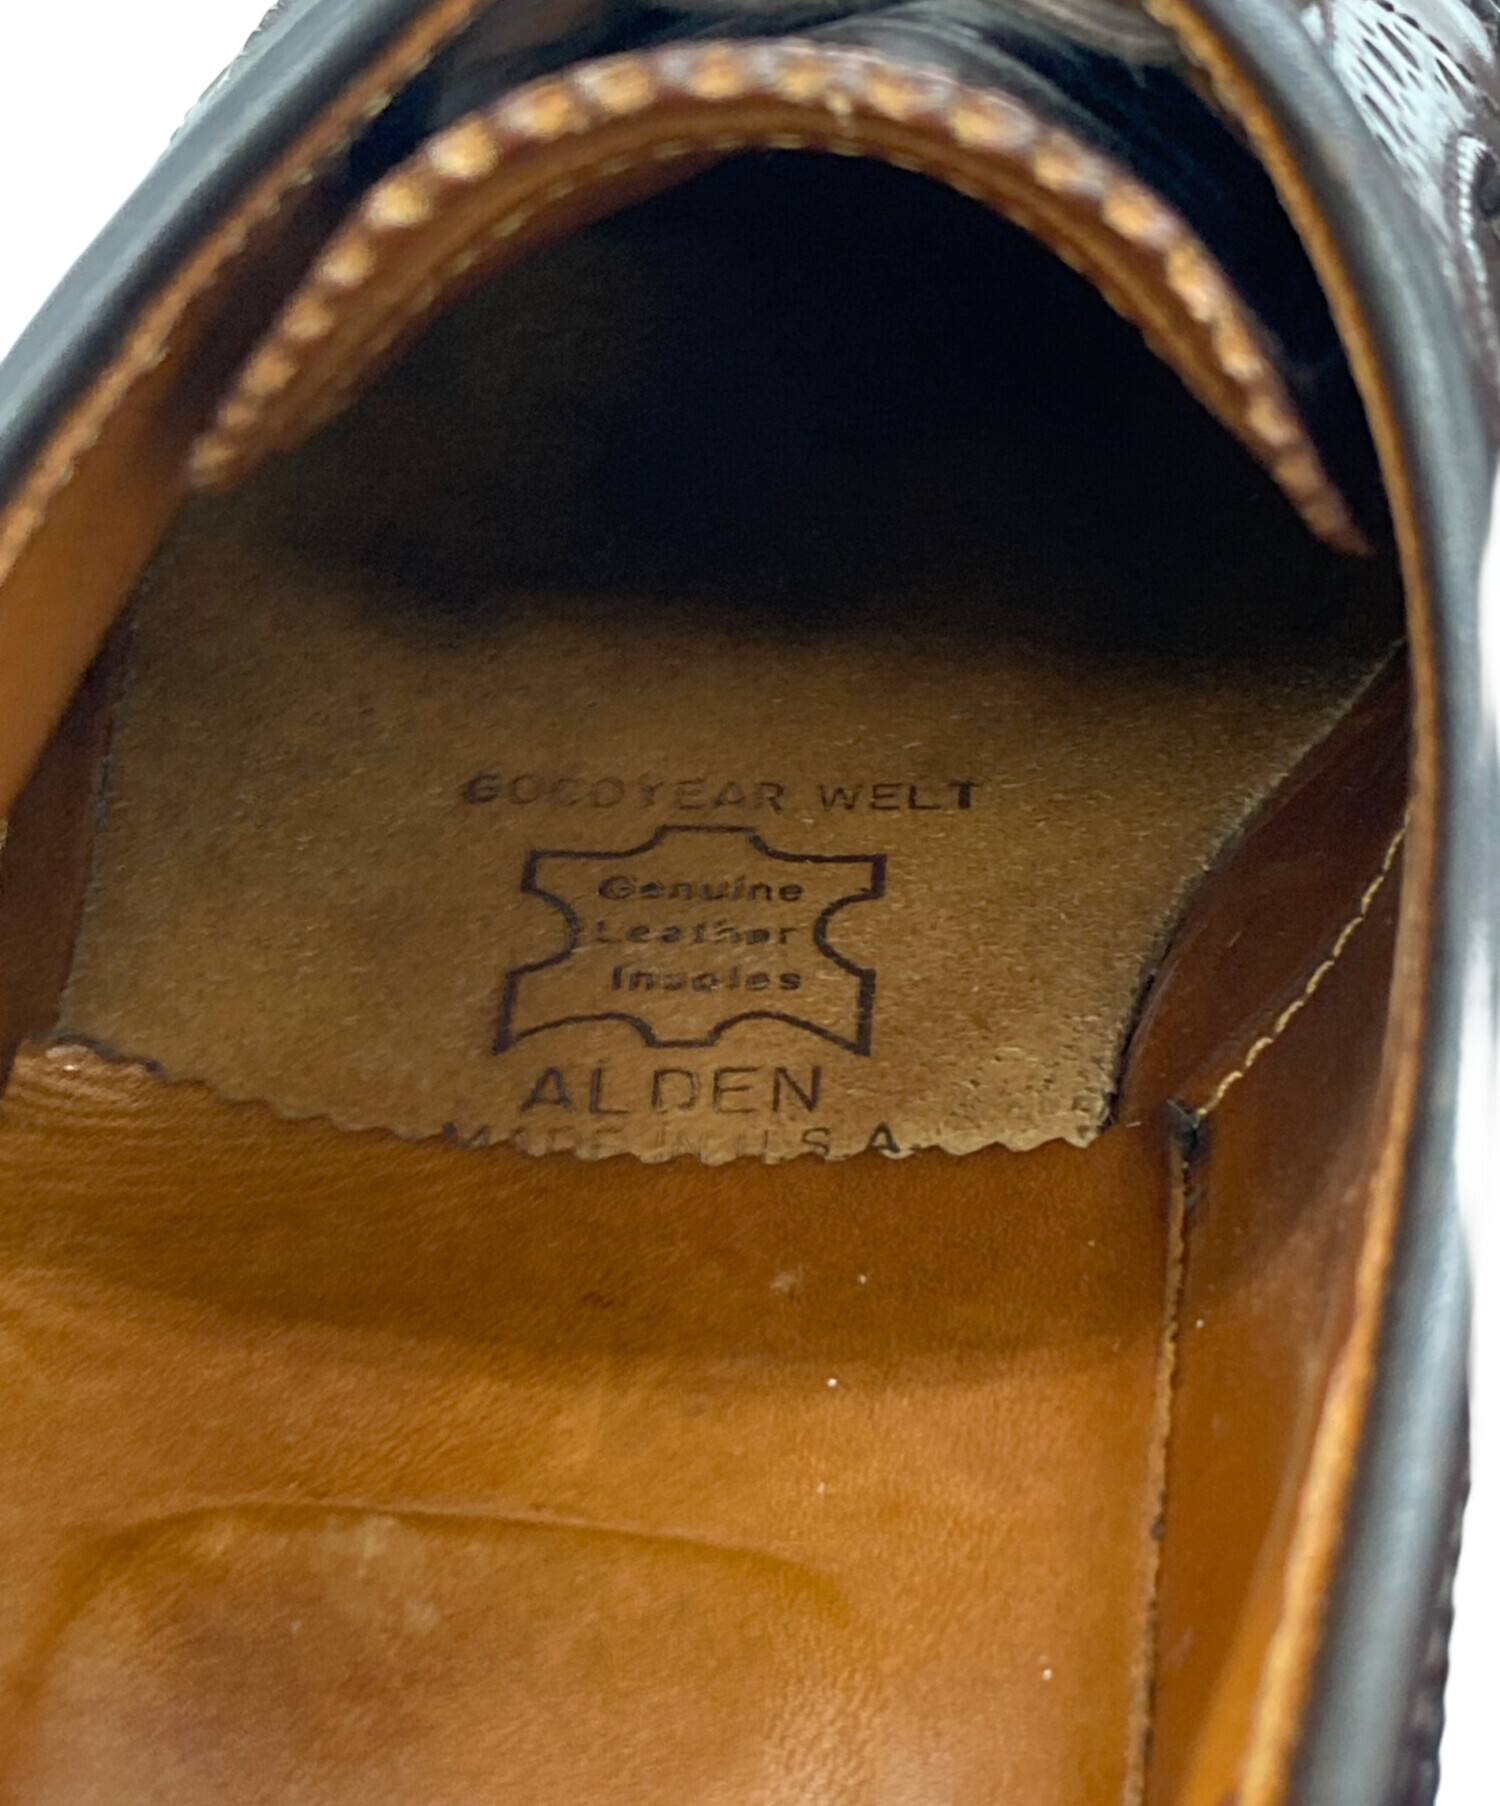 GOODYEAR WELT
Genuine
Leather
Insoles
ALDEN
MADE IN U.S.A.